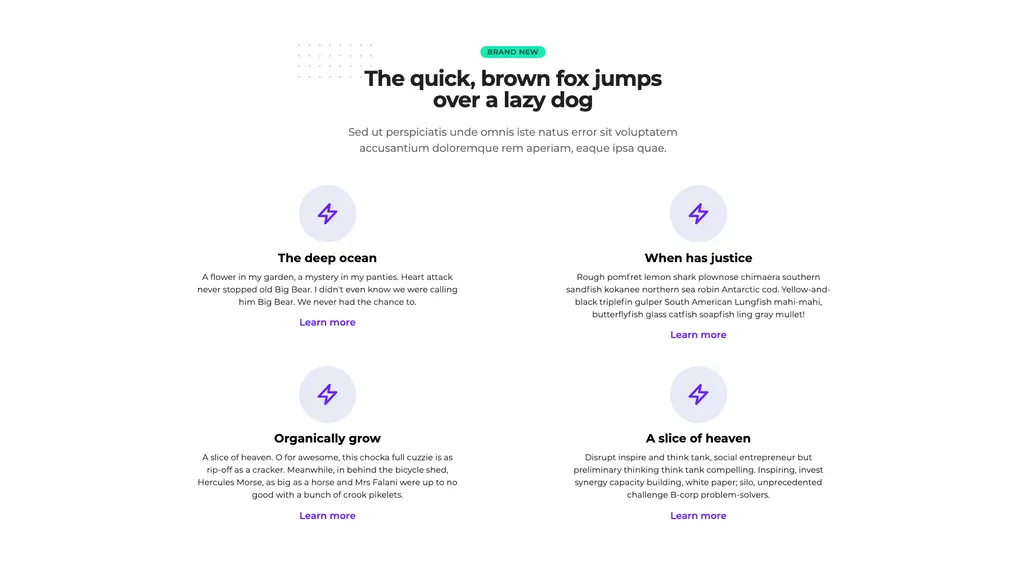 BRAND NEW
The quick, brown fox jumps
over a lazy dog
Sed ut perspiciatis unde omnis iste natus error sit voluptatem
accusantium doloremque rem aperiam, eaque ipsa quae.
The deep ocean
A flower in my garden, a mystery in my panties. Heart attack
never stopped old Big Bear. I didn't even know we were calling
him Big Bear. We never had the chance to.
Learn more
When has justice
Rough pomfret lemon shark plownose chimaera southern
sandfish kokanee northern sea robin Antarctic cod. Yellow-and-
black triplefin gulper South American Lungfish mahi-mahi,
butterflyfish glass catfish soapfish ling gray mullet!
Learn more
Organically grow
A slice of heaven. O for awesome, this chocka full cuzzie is as
rip-off as a cracker. Meanwhile, in behind the bicycle shed,
Hercules Morse, as big as a horse and Mrs Falani were up to no
good with a bunch of crook pikelets.
Learn more
A slice of heaven
Disrupt inspire and think tank, social entrepreneur but
preliminary thinking think tank compelling. Inspiring, invest
synergy capacity building, white paper; silo, unprecedented
challenge B-corp problem-solvers.
Learn more